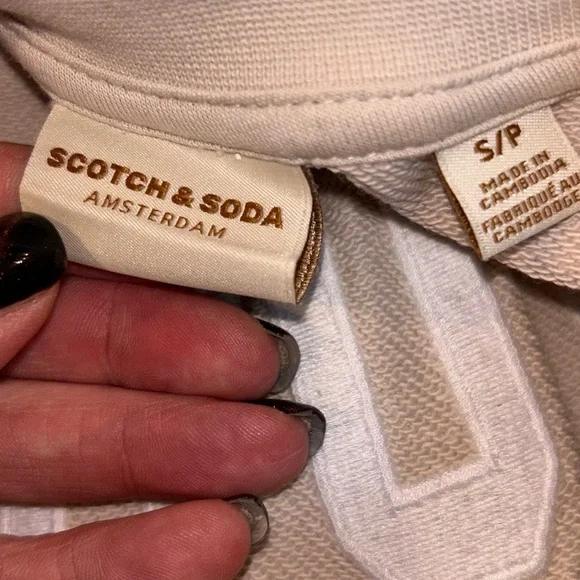 SCOTCH & SODA
AMSTERDAM
S/P
MADE IN
CAMBODIA
FABRIQUÉ AU
CAMBODGE